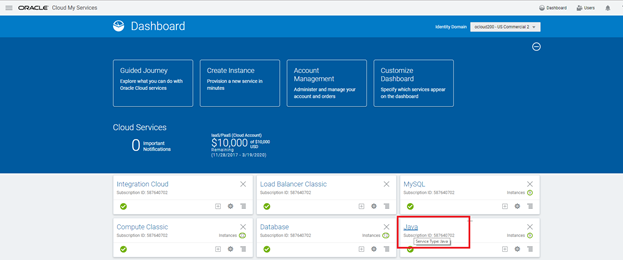 ORACLE Cloud My Services
Dashboard
Users
Dashboard
Identity Domain
Guided Journey
Explore what you can do with
Oracle Cloud services
Create Instance
Provision a new service in
minutes
Account
Management
Administer and manage your
account and orders
Customize
Dashboard
Specify which services appear
on the dashboard
Cloud Services
0 Important
Notifications
IaaS/PaaS (Cloud Account)
$10,000 of $10,000
USD
Remaining
(11/28/2017 - 3/19/2020)
Integration Cloud
Subscription ID: 587640702
Load Balancer Classic
Subscription ID: 587640702
MySQL
Subscription ID: 587640702
Instances:
Compute Classic
Subscription ID: 587640702
Instances:
Database
Subscription ID: 587640702
Instances:
Java
Subscription ID: 587640702
Instances:
Service Type: Java